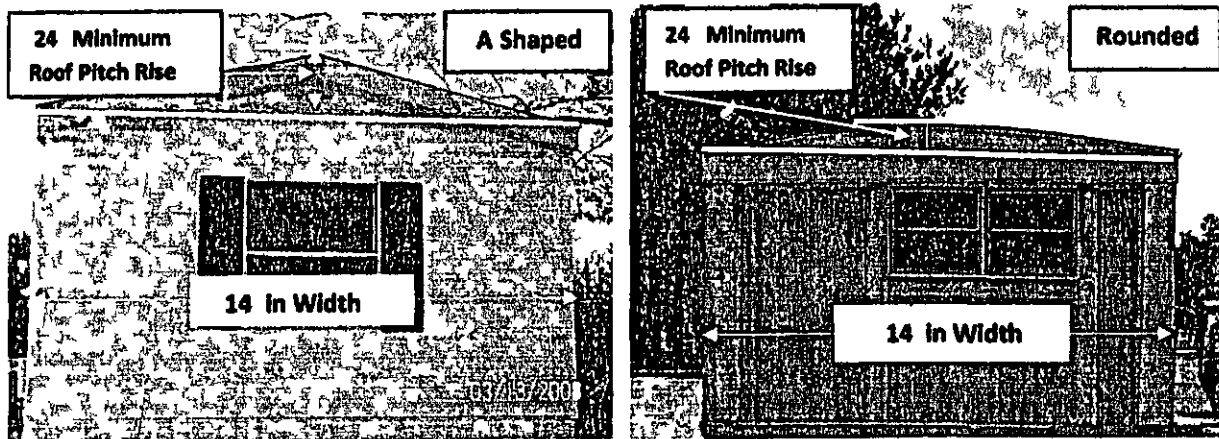 24 Minimum
Roof Pitch Rise
A Shaped
14 in Width
24 Minimum
Roof Pitch Rise
Rounded
14 in Width